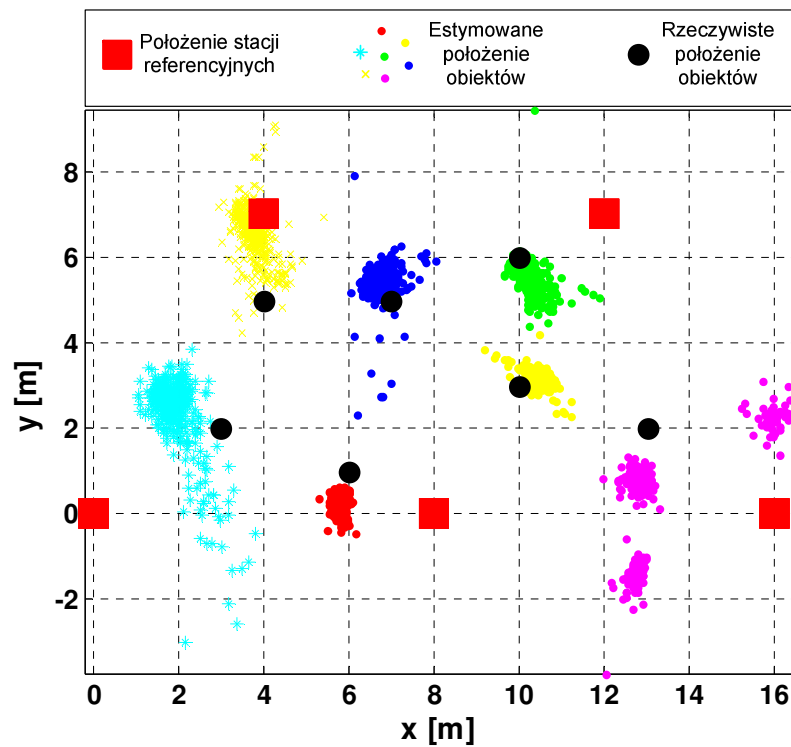 Położenie stacji
referencyjnych
Estymowane
położenie
obiektów
Rzeczywiste
położenie
obiektów
8
6
4
2
0
-2
y [m]
0 2 4 6 8 10 12 14 16
x [m]